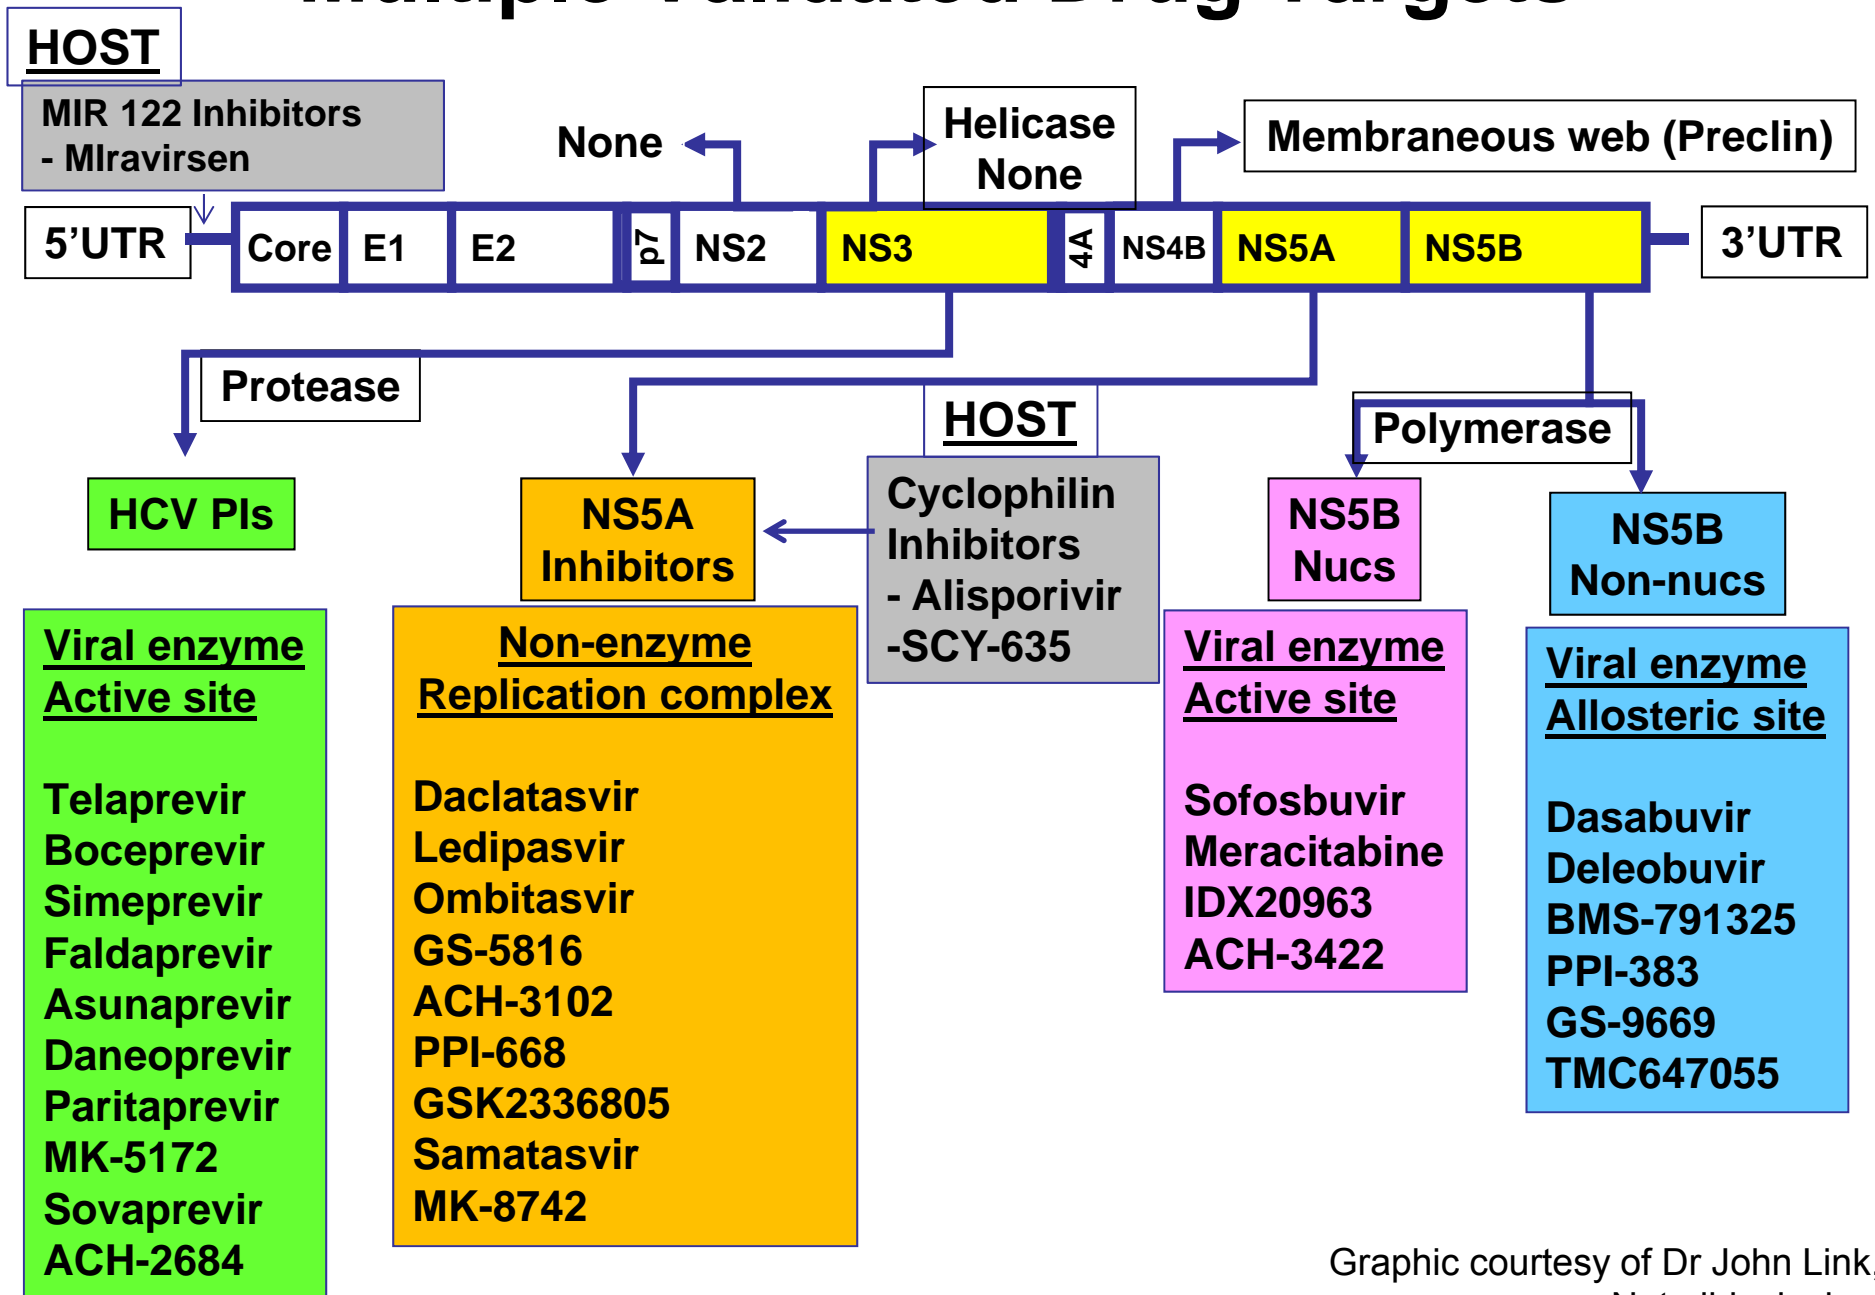 Multiple Validated Drug Targets
HOST
MIR 122 Inhibitors
- MIravirsen
None
Helicase
None
Membraneous web (Preclin)
5’UTR
Core
E1
E2
p7
NS2
NS3
4A
NS4B
NS5A
NS5B
3’UTR
Protease
HOST
Polymerase
HCV PIs
NS5A
Inhibitors
Cyclophilin
Inhibitors
- Alisporivir
-SCY-635
NS5B
Nucs
NS5B
Non-nucs
Viral enzyme
Active site
Telaprevir
Boceprevir
Simeprevir
Faldaprevir
Asunaprevir
Daneoprevir
Paritaprevir
MK-5172
Sovaprevir
ACH-2684
Non-enzyme
Replication complex
Daclatasvir
Ledipasvir
Ombitasvir
GS-5816
ACH-3102
PPI-668
GSK2336805
Samatasvir
MK-8742
Viral enzyme
Active site
Sofosbuvir
Meracitabine
IDX20963
ACH-3422
Viral enzyme
Allosteric site
Dasabuvir
Deleobuvir
BMS-791325
PPI-383
GS-9669
TMC647055
Graphic courtesy of Dr John Link,